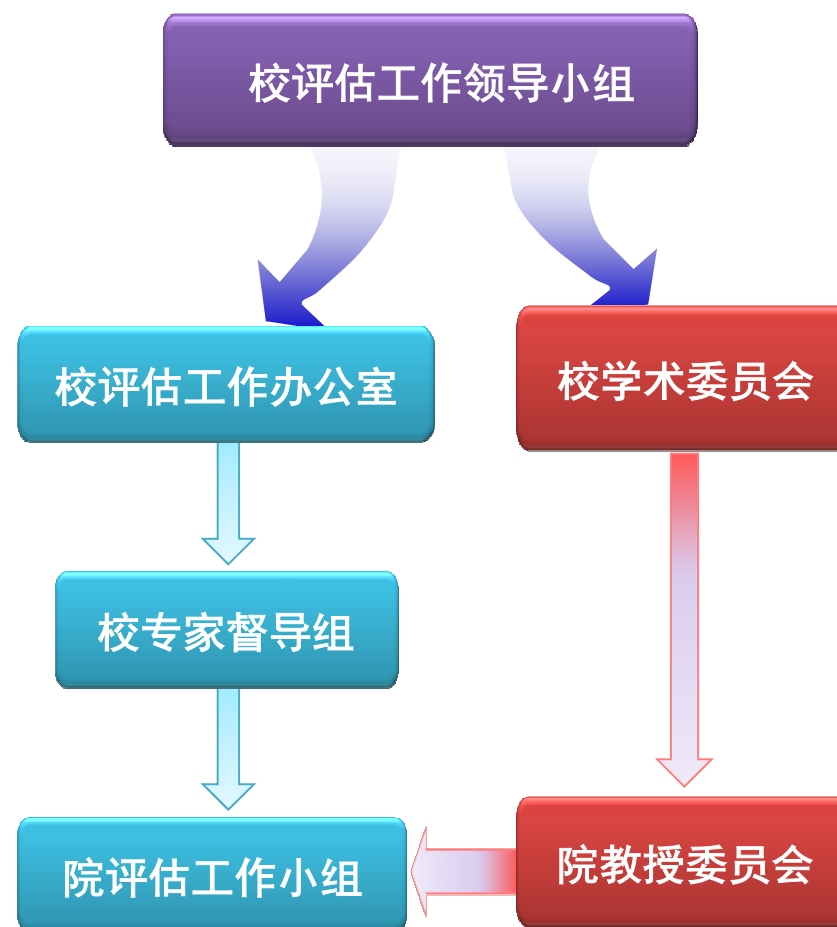 校评估工作领导小组
校评估工作办公室
校学术委员会
校专家督导组
院评估工作小组
院教授委员会